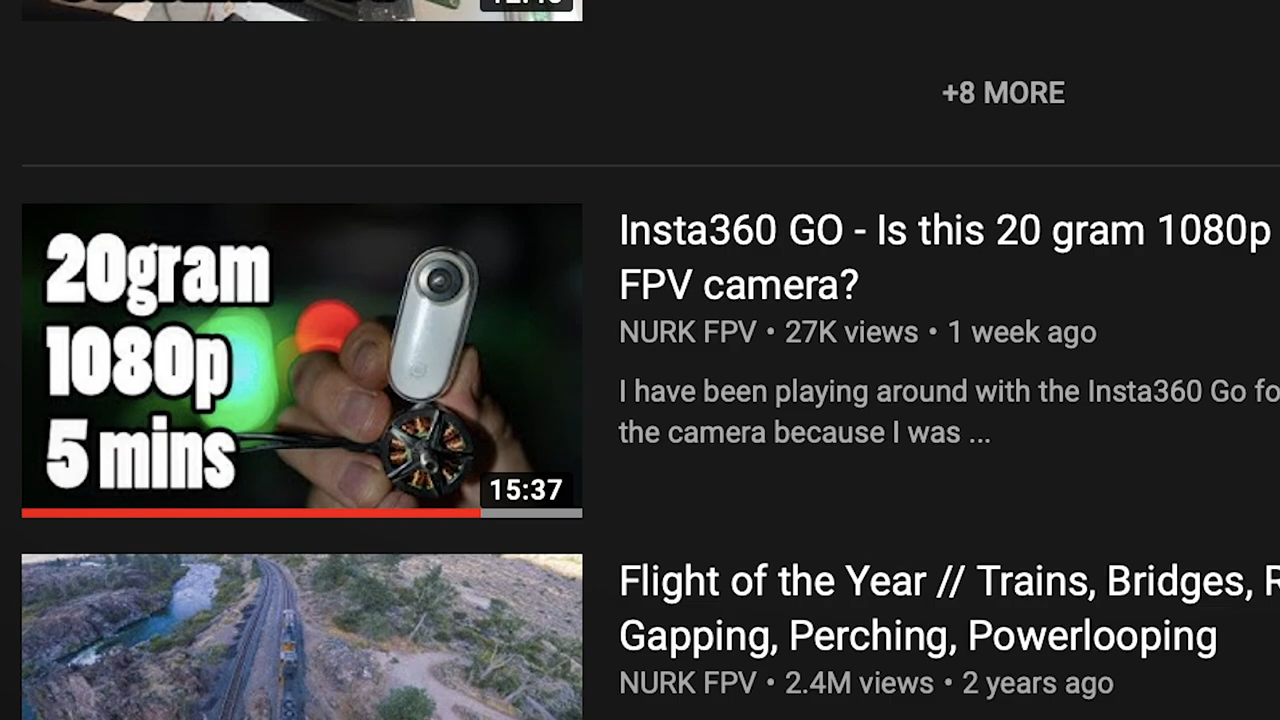 +8 MORE
20gram
1080p
5 mins
15:37
Insta360 GO - Is this 20 gram 1080p
FPV camera?
NURK FPV • 27K views • 1 week ago
I have been playing around with the Insta360 Go fo
the camera because I was ...
Flight of the Year // Trains, Bridges, R
Gapping, Perching, Powerlooping
NURK FPV • 2.4M views • 2 years ago